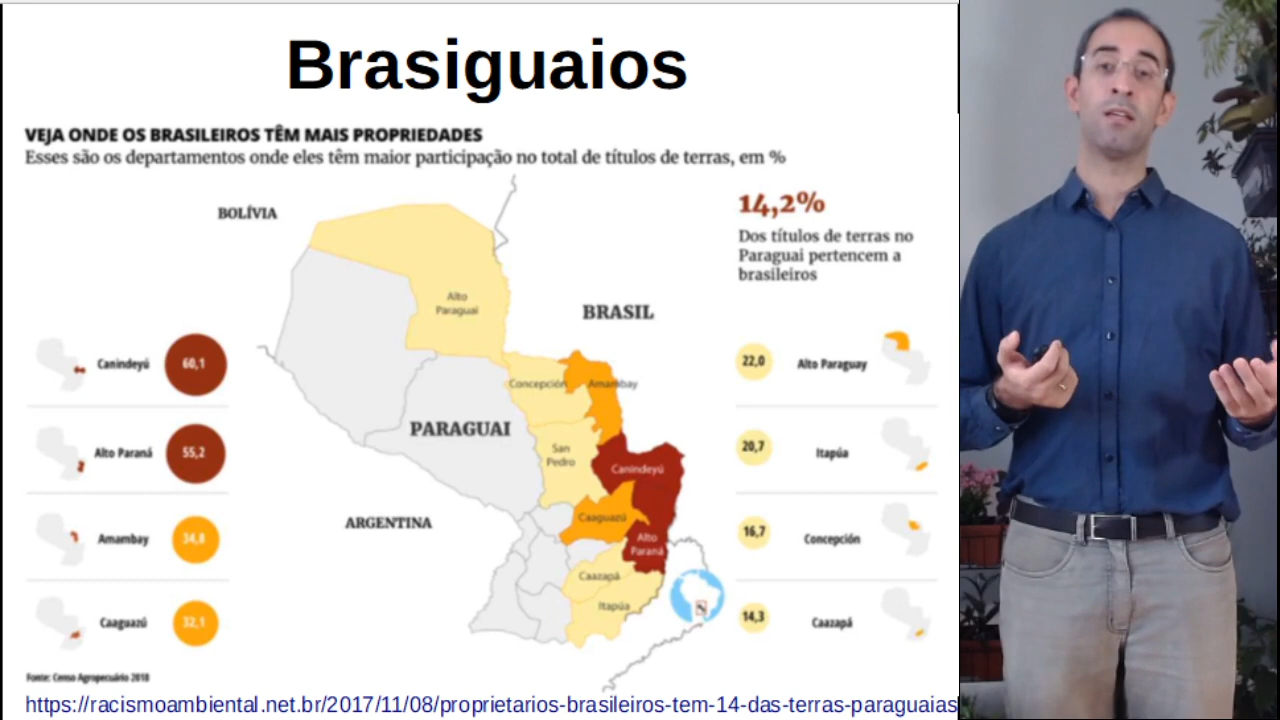 Brasiguaios
VEJA ONDE OS BRASILEIROS TÊM MAIS PROPRIEDADES
Esses são os departamentos onde eles têm maior participação no total de títulos de terras, em %
BOLÍVIA
14,2%
Dos títulos de terras no
Paraguai pertencem a
brasileiros
Alto
Paraguai
BRASIL
Canindeyú 60,1
Alto Paraná 55,2
Amambay 34,8
Caaguazú 32,1
Concepción
Amambay
PARAGUAI
San
Pedro
Canindeyú
ARGENTINA
Caaguazú
Alto
Paraná
Caazapá
Itapúa
22,0 Alto Paraguay
20,7 Itapúa
16,7 Concepción
14,3 Caazapá
Fonte: Censo Agropecuário 2018
https://racismoambiental.net.br/2017/11/08/proprietarios-brasileiros-tem-14-das-terras-paraguaias